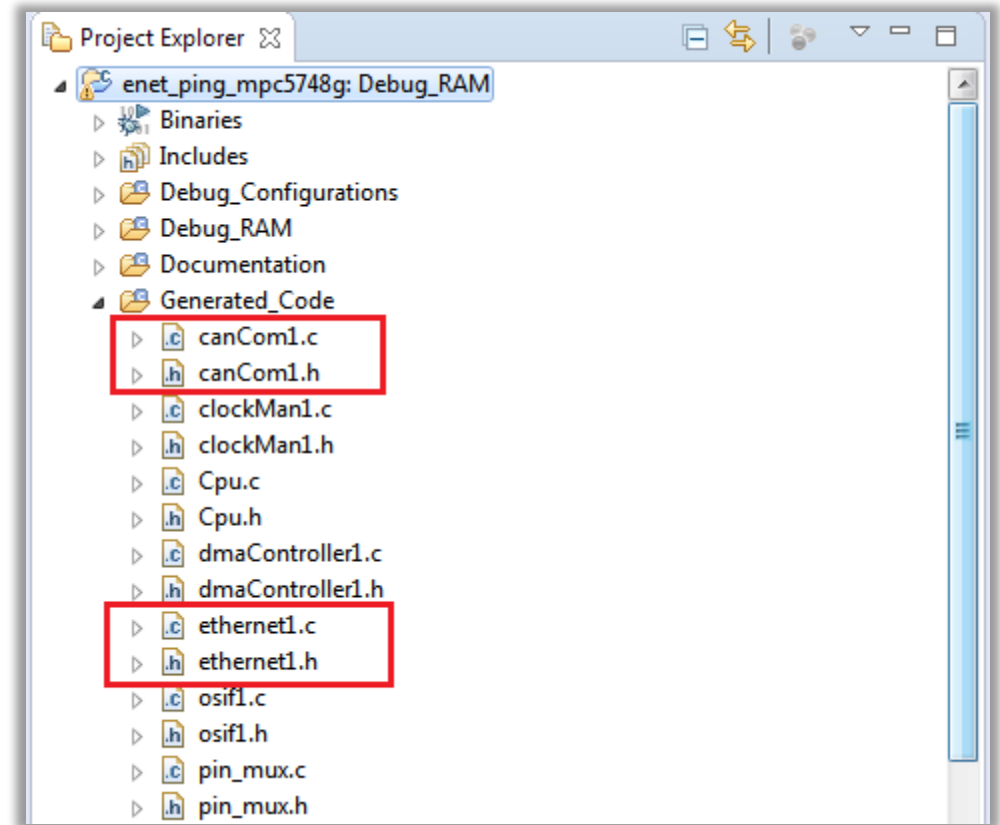 Project Explorer
enet_ping_mpc5748g: Debug_RAM
Binaries
Includes
Debug_Configurations
Debug_RAM
Documentation
Generated_Code
.c canCom1.c
.h canCom1.h
.c clockMan1.c
.h clockMan1.h
.c Cpu.c
.h Cpu.h
.c dmaController1.c
.h dmaController1.h
.c ethernet1.c
.h ethernet1.h
.c osif1.c
.h osif1.h
.c pin_mux.c
.h pin_mux.h